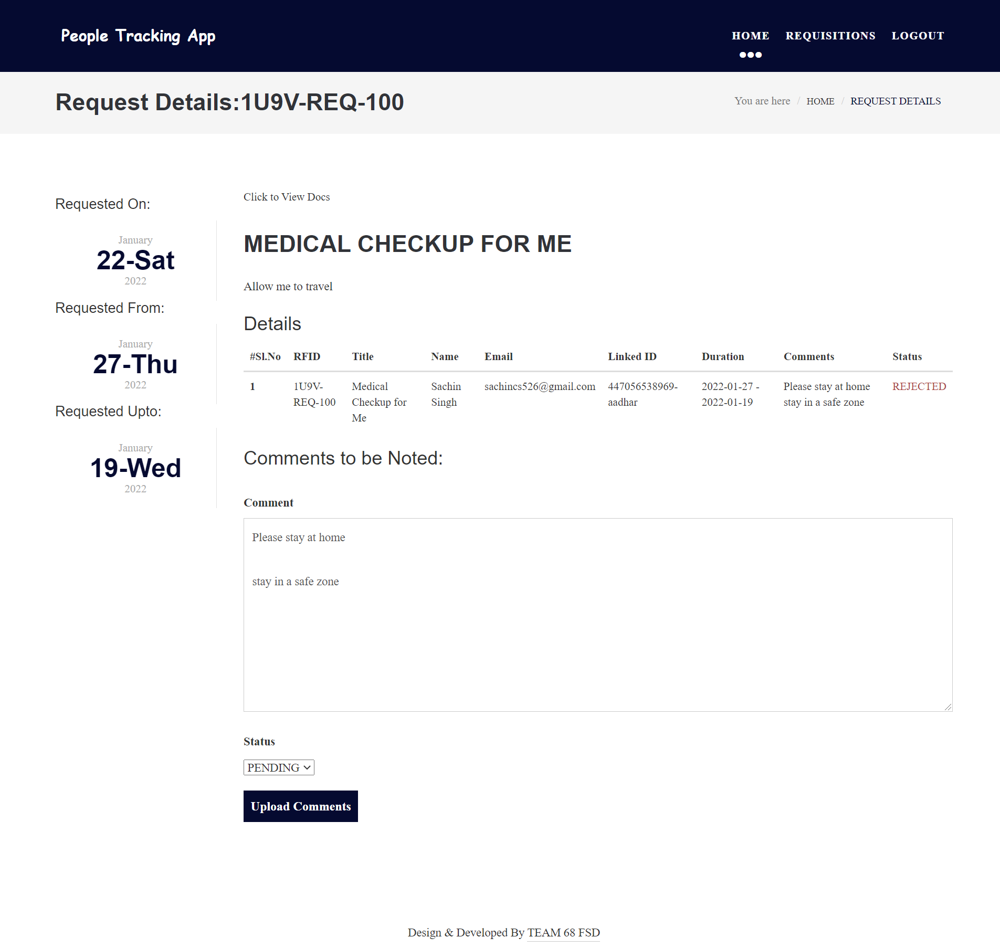 People Tracking App
HOME REQUISITIONS LOGOUT
Request Details:1U9V-REQ-100
You are here / HOME / REQUEST DETAILS
Requested On:
January
22-Sat
2022
Requested From:
January
27-Thu
2022
Requested Upto:
January
19-Wed
2022
Click to View Docs
MEDICAL CHECKUP FOR ME
Allow me to travel
Details
#Sl.No RFID Title Name Email Linked ID Duration Comments Status
1 1U9V- Medical Sachin sachincs526@gmail.com 447056538969- 2022-01-27 - Please stay at home REJECTED
REQ-100 Checkup for Singh aadhar 2022-01-19 stay in a safe zone
Me
Comments to be Noted:
Comment
Please stay at home
stay in a safe zone
Status
PENDING
Upload Comments
Design & Developed By TEAM 68 FSD